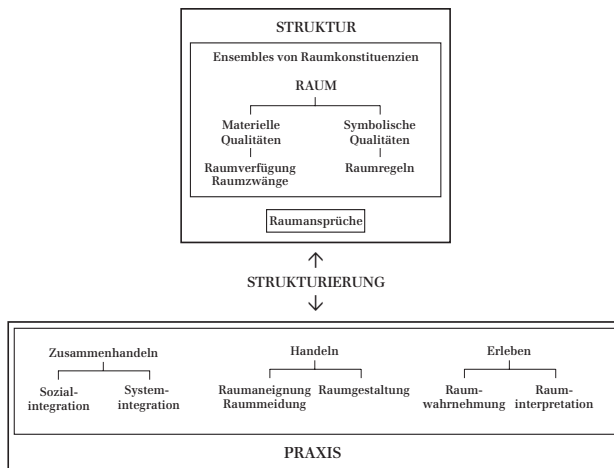 STRUKTUR
Ensembles von Raumkonstituenzien
RAUM
Materielle Qualitäten
Symbolische Qualitäten
Raumverfügung
Raumzwänge
Raumregeln
Raumansprüche
STRUKTURIERUNG
Zusammenhandeln
Handeln
Erleben
Sozial-
integration
System-
integration
Raumaneignung
Raummeidung
Raumgestaltung
Raum-
wahrnehmung
Raum-
interpretation
PRAXIS